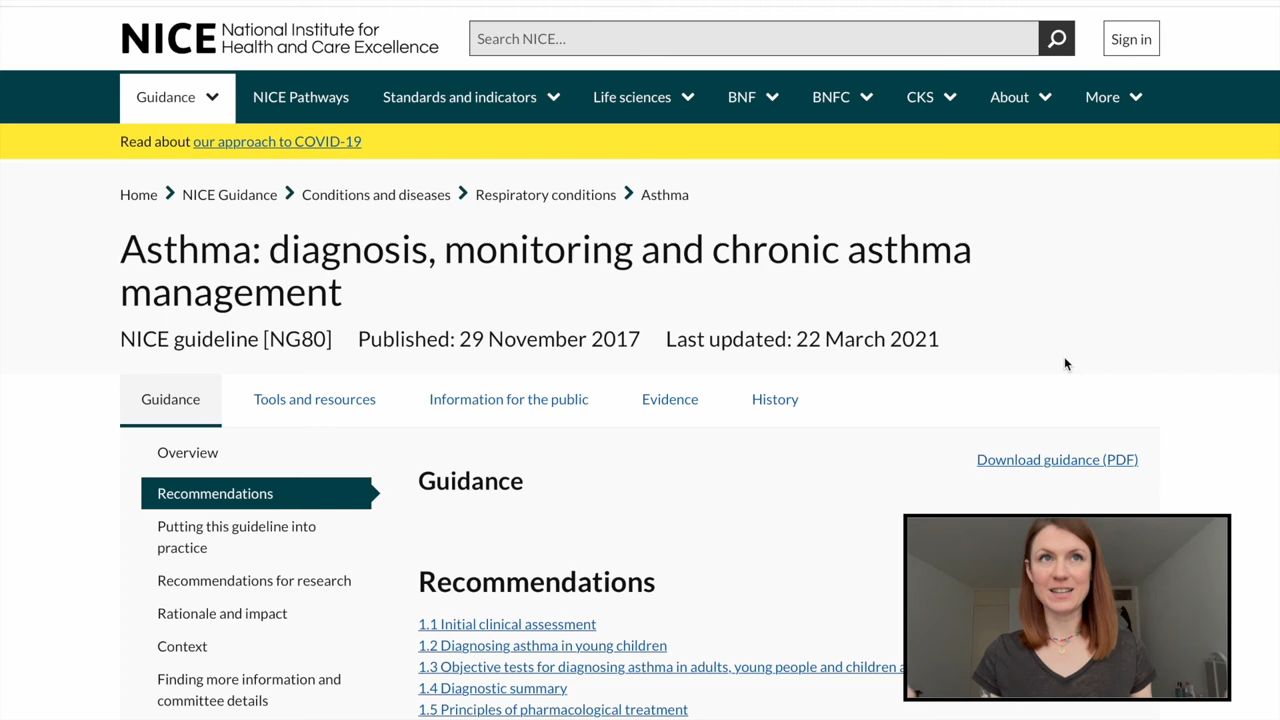 NICE National Institute for Health and Care Excellence
Search NICE...
Sign in
Guidance
NICE Pathways
Standards and indicators
Life sciences
BNF
BNFC
CKS
About
More
Read about our approach to COVID-19
Home
NICE Guidance
Conditions and diseases
Respiratory conditions
Asthma
Asthma: diagnosis, monitoring and chronic asthma
management
NICE guideline [NG80] Published: 29 November 2017 Last updated: 22 March 2021
Guidance
Tools and resources
Information for the public
Evidence
History
Overview
Recommendations
Putting this guideline into
practice
Recommendations for research
Rationale and impact
Context
Finding more information and
committee details
Download guidance (PDF)
Guidance
Recommendations
1.1 Initial clinical assessment
1.2 Diagnosing asthma in young children
1.3 Objective tests for diagnosing asthma in adults, young people and children
1.4 Diagnostic summary
1.5 Principles of pharmacological treatment